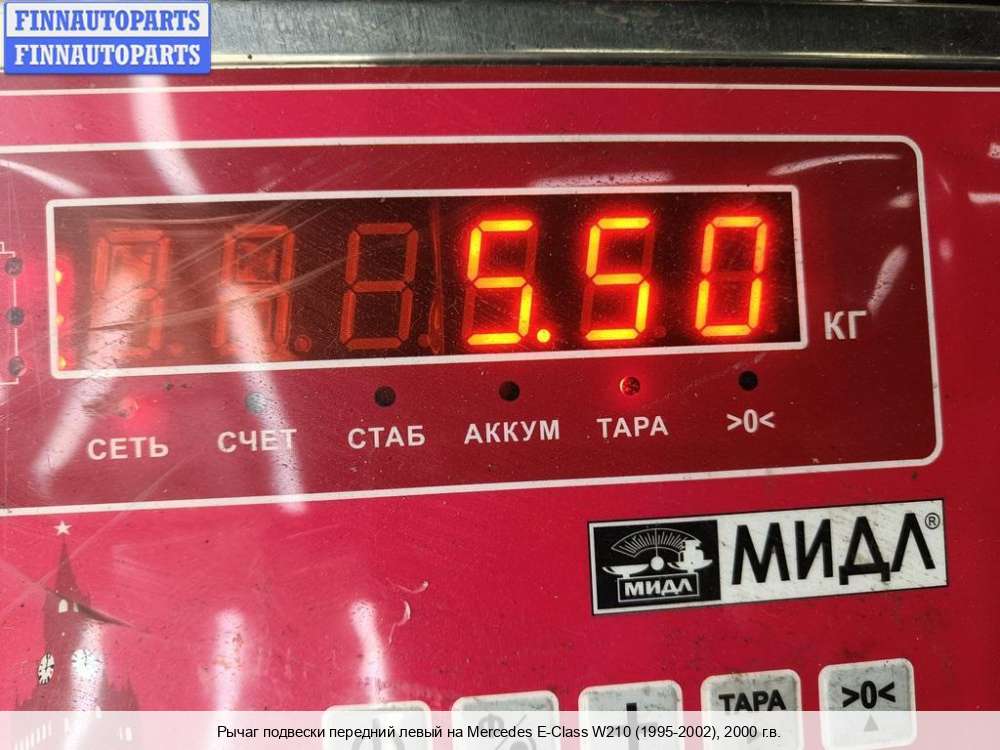 FINNAUTOPARTS
FINNAUTOPARTS
5.50
КГ
СЕТЬ СЧЕТ СТАБ АККУМ ТАРА >0<
МИДЛ МИДЛ®
ТАРА >0<
Рычаг подвески передний левый на Mercedes E-Class W210 (1995-2002), 2000 г.в.